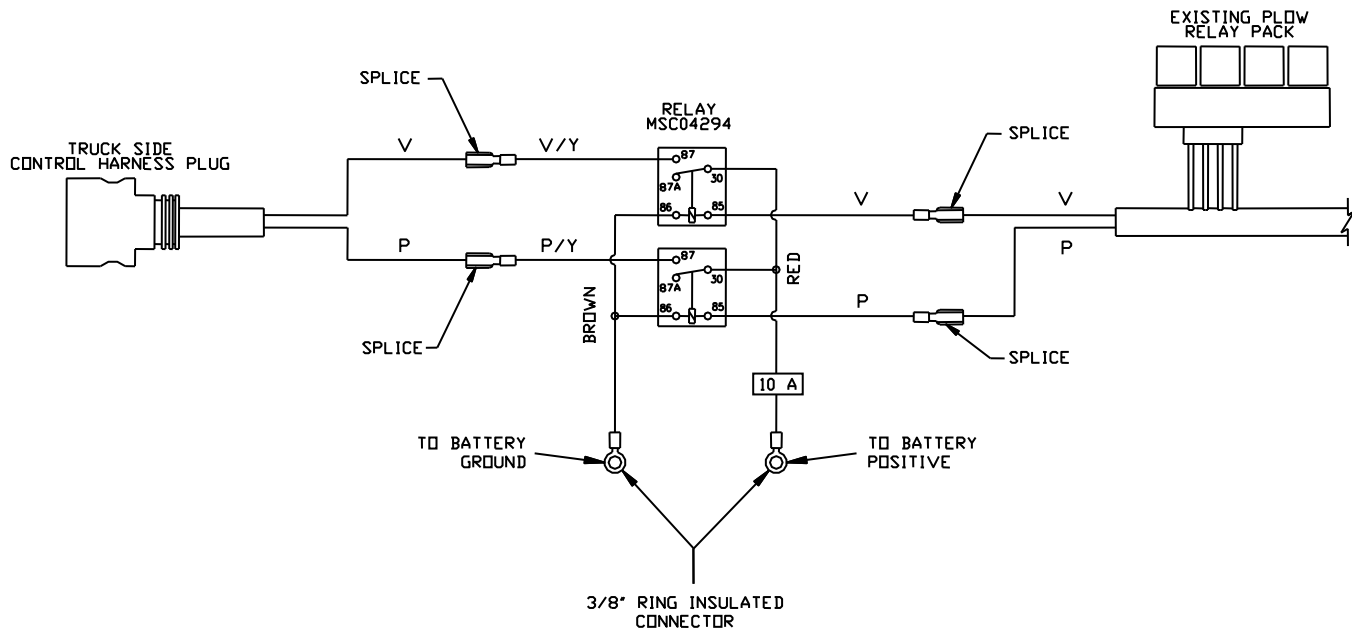 EXISTING PLOW
RELAY PACK
SPLICE
RELAY
MSC04294
SPLICE
TRUCK SIDE
CONTROL HARNESS PLUG
V
V/Y
87
87A
30
86
85
V
V
P
P/Y
87
87A
30
86
85
P
P
RED
BROWN
SPLICE
SPLICE
10 A
TO BATTERY
GROUND
TO BATTERY
POSITIVE
3/8" RING INSULATED
CONNECTOR